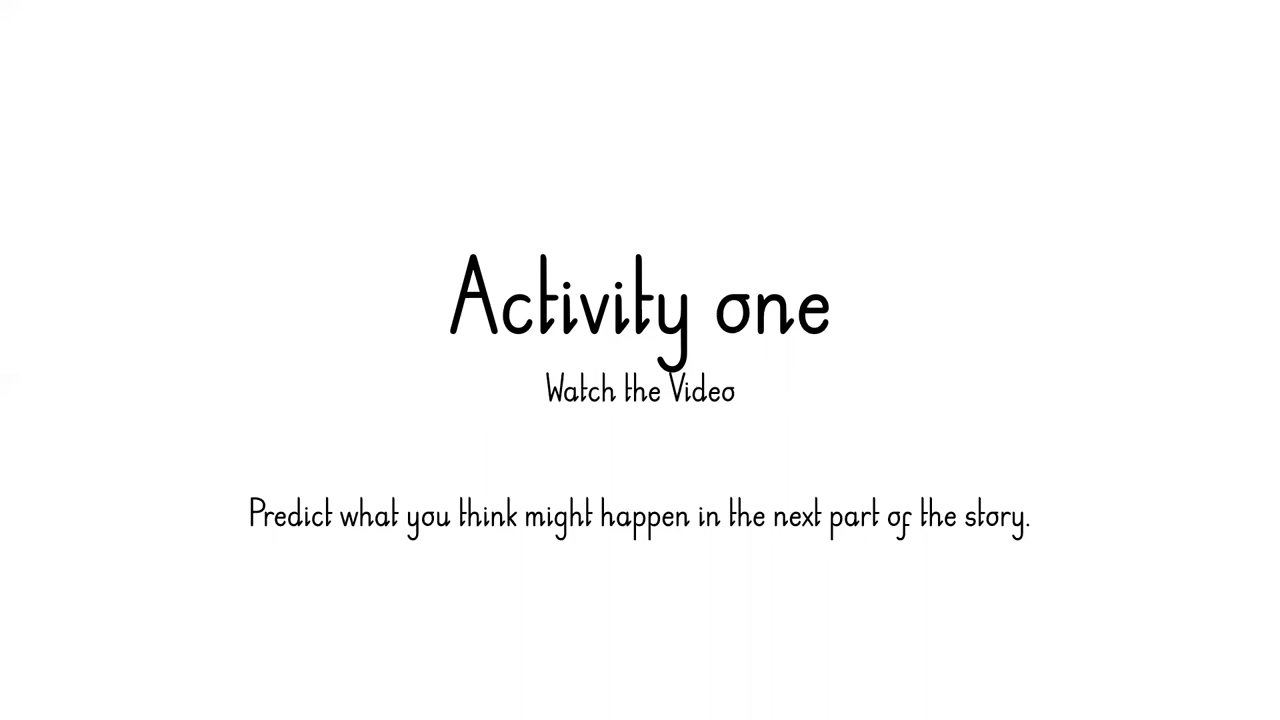 Activity one
Watch the Video
Predict what you think might happen in the next part of the story.